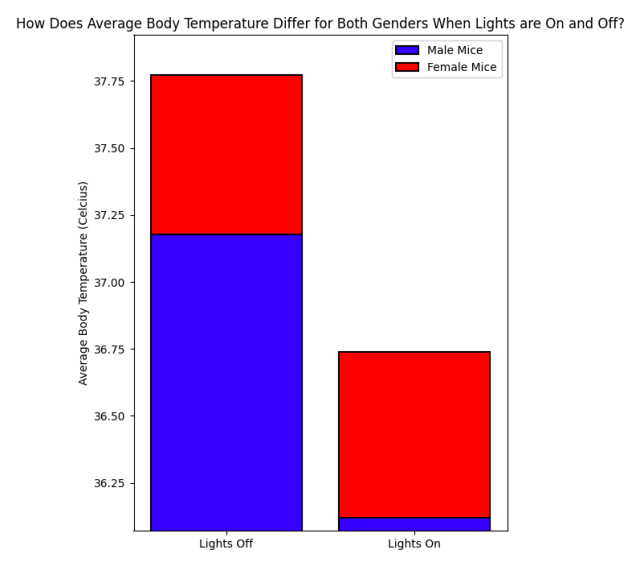 How Does Average Body Temperature Differ for Both Genders When Lights are On and Off?
Male Mice
Female Mice
Average Body Temperature (Celcius)
37.75
37.50
37.25
37.00
36.75
36.50
36.25
Lights Off
Lights On